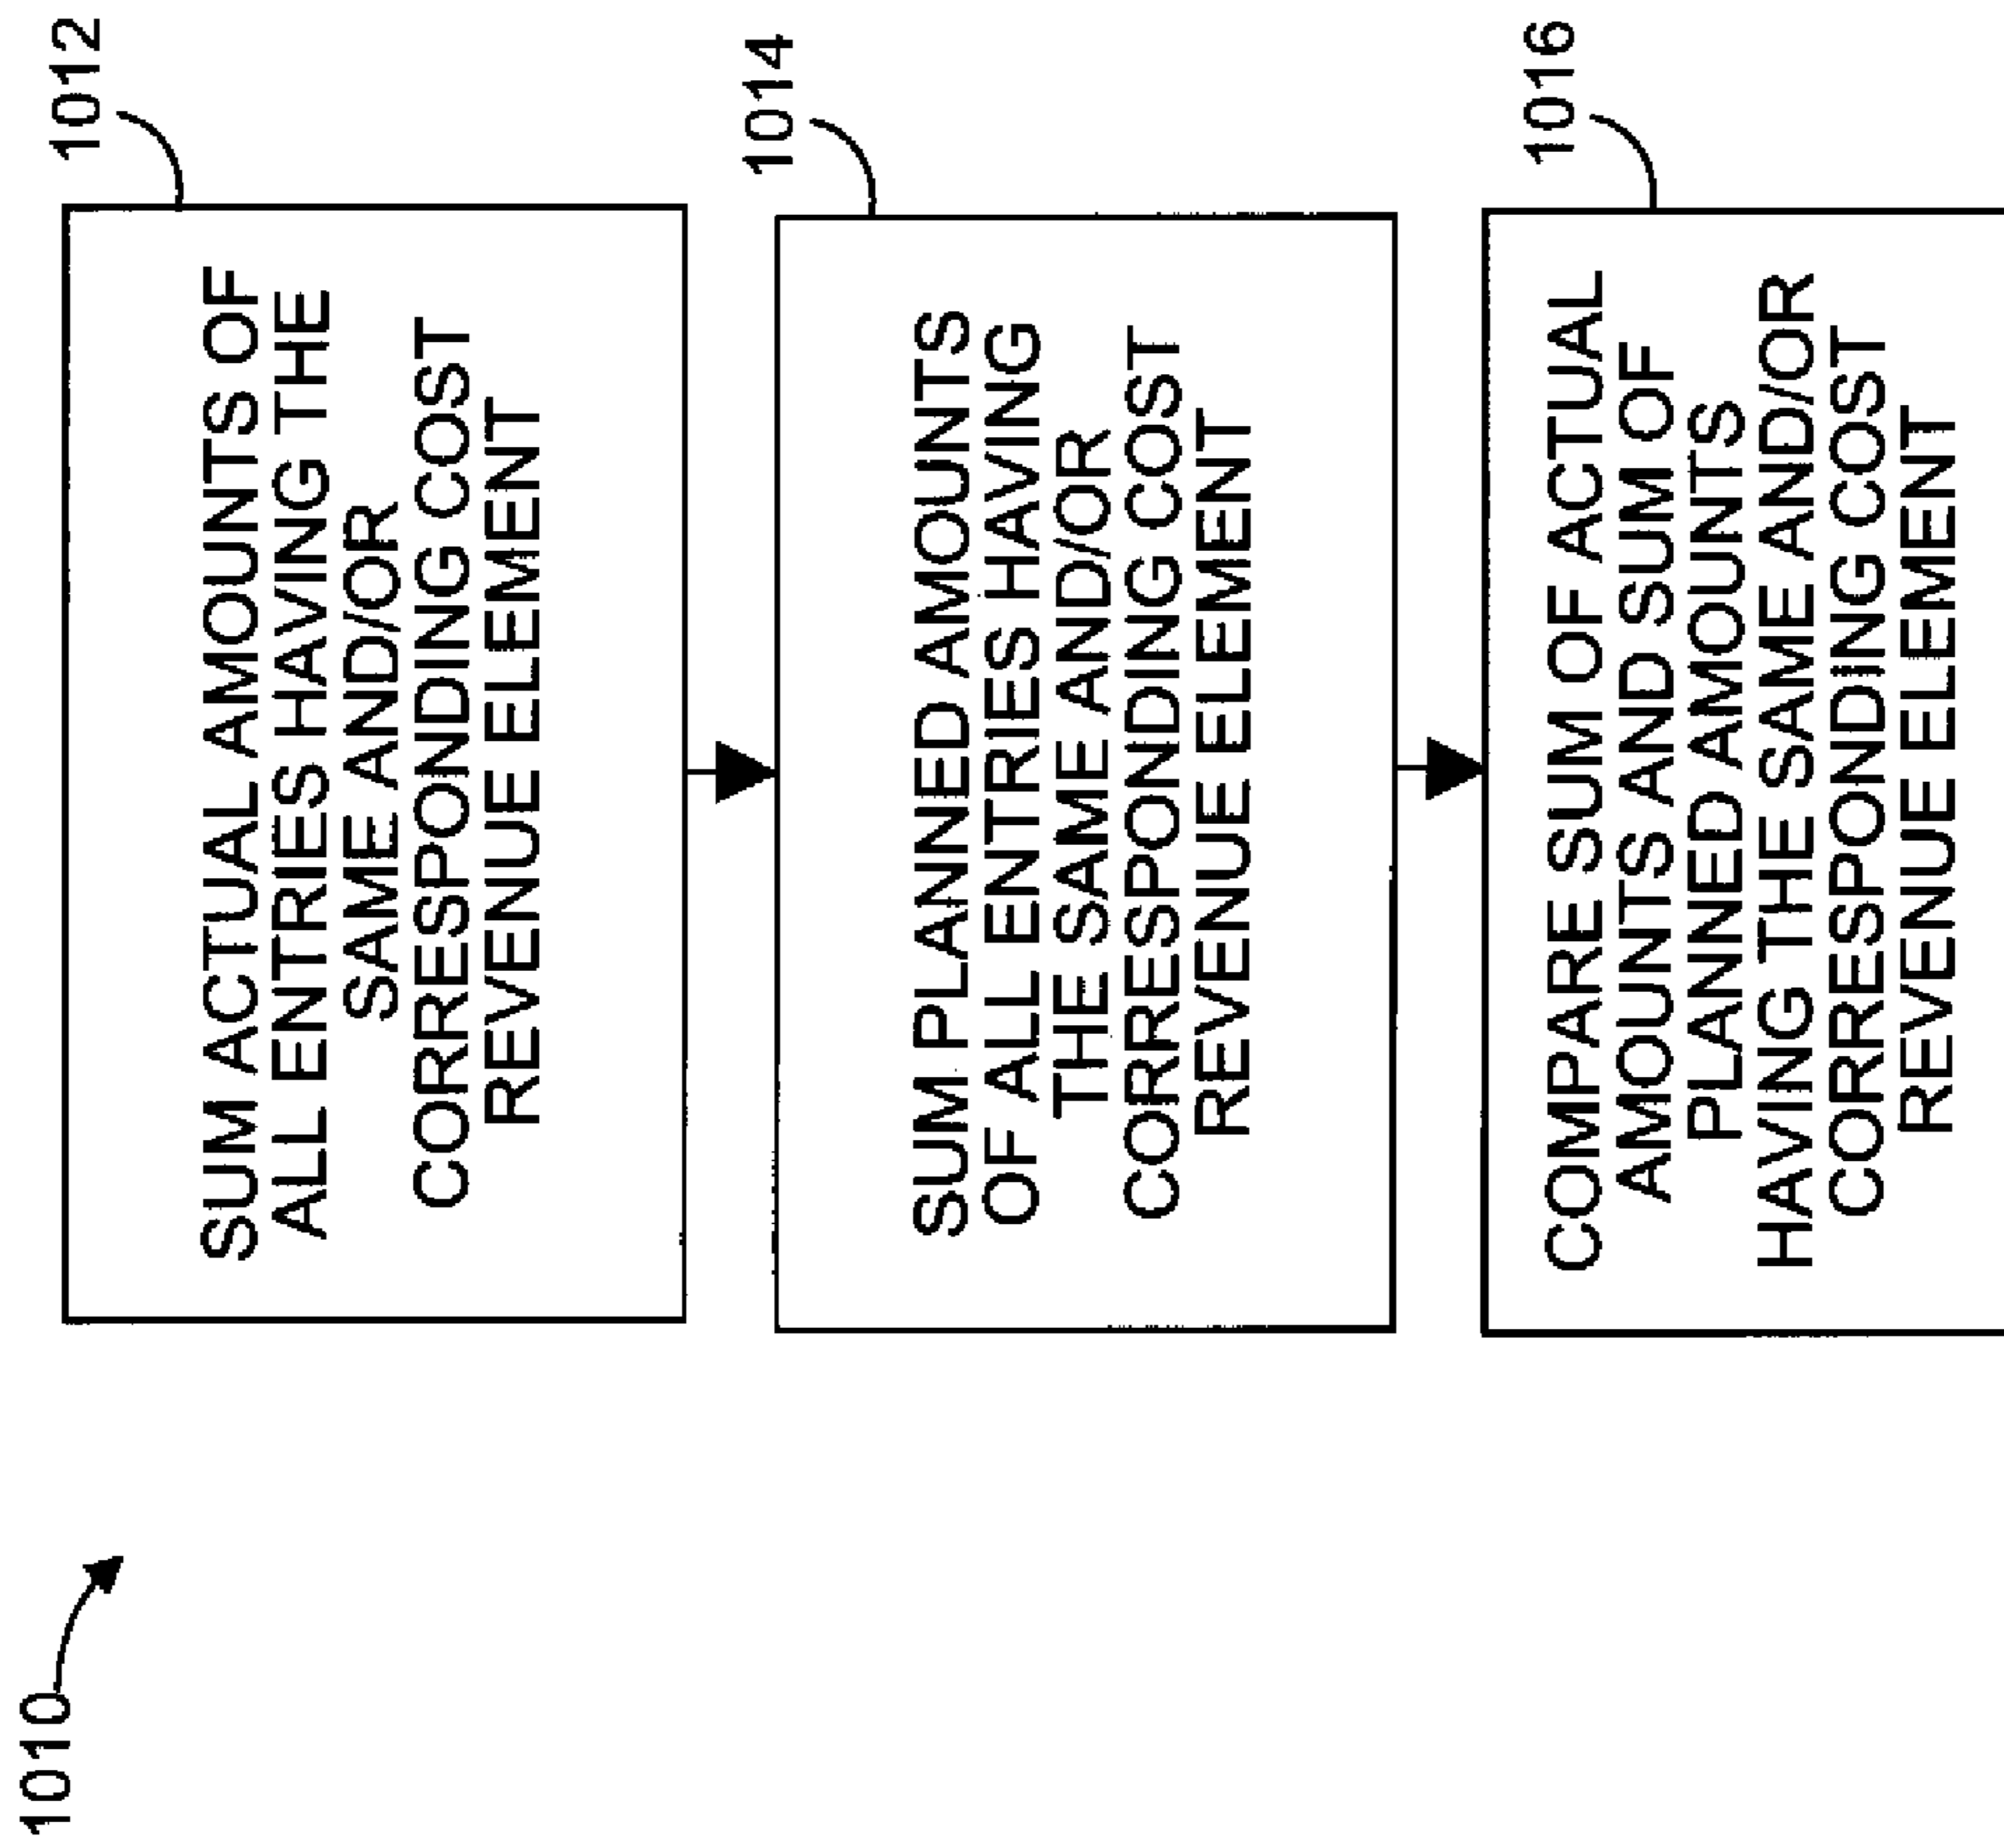 1010
1012
SUM ACTUAL AMOUNTS OF
ALL ENTRIES HAVING THE
SAME AND/OR
CORRESPONDING COST
REVENUE ELEMENT
1014
SUM PLANNED AMOUNTS
OF ALL ENTRIES HAVING
THE SAME AND/OR
CORRESPONDING COST
REVENUE ELEMENT
1016
COMPARE SUM OF ACTUAL
AMOUNTS AND SUM OF
PLANNED AMOUNTS
HAVING THE SAME AND/OR
CORRESPONDING COST
REVENUE ELEMENT